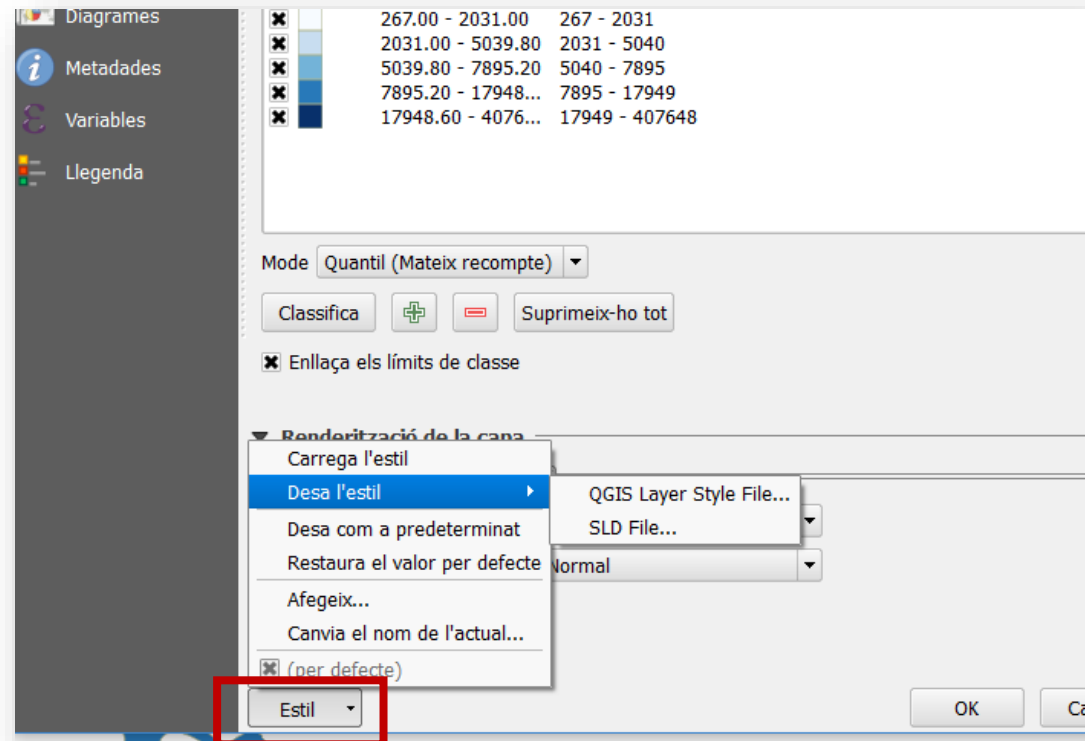 Diagrames
Metadades
Variables
Llegenda
267.00 - 2031.00 267 - 2031
2031.00 - 5039.80 2031 - 5040
5039.80 - 7895.20 5040 - 7895
7895.20 - 17948... 7895 - 17949
17948.60 - 4076... 17949 - 407648
Mode Quantil (Mateix recompte)
Classifica Suprimeix-ho tot
Enllaça els límits de classe
Renderització de la capa
Carrega l'estil
Desa l'estil
QGIS Layer Style File...
SLD File...
Desa com a predeterminat
Restaura el valor per defecte
Normal
Afegeix...
Canvia el nom de l'actual...
(per defecte)
Estil
OK
Ca